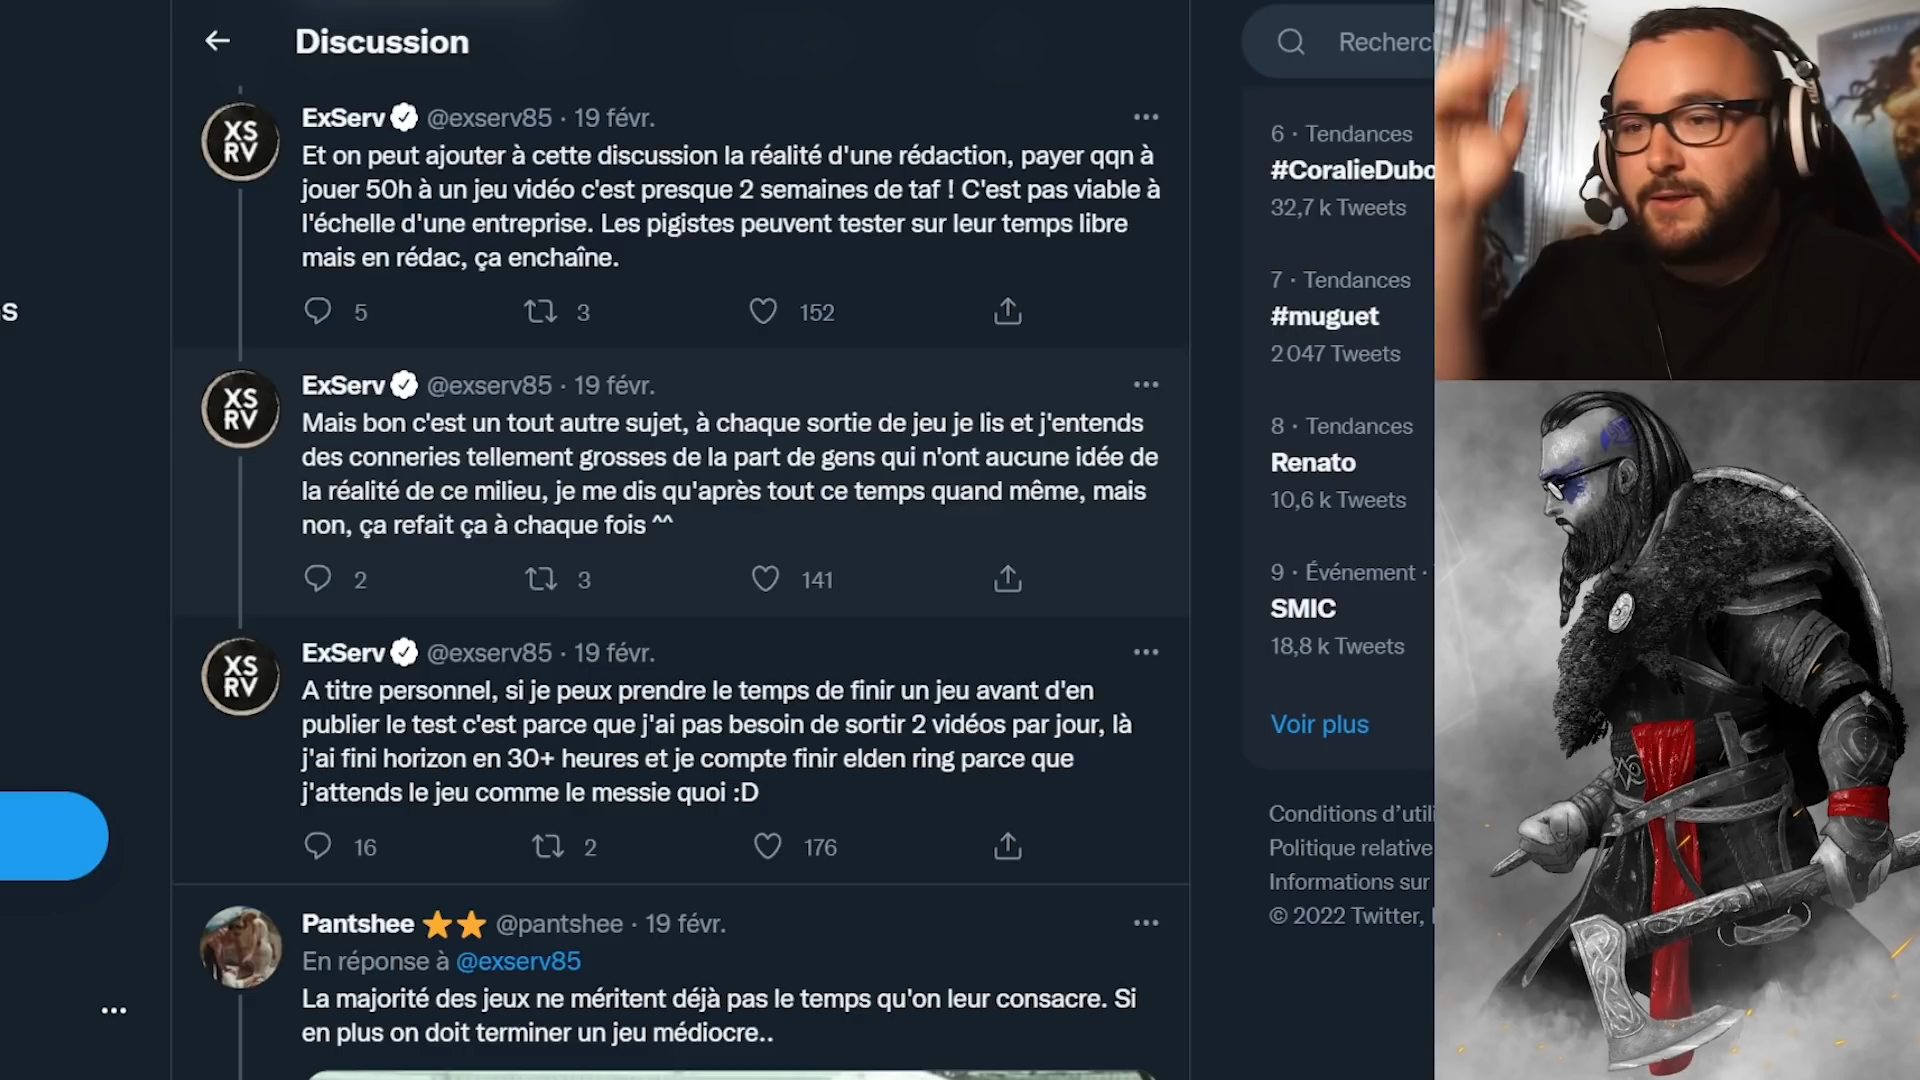 Discussion
Recherc
s
XS
RV
ExServ @exserv85 · 19 févr.
Et on peut ajouter à cette discussion la réalité d'une rédaction, payer qqn à
jouer 50h à un jeu vidéo c'est presque 2 semaines de taf ! C'est pas viable à
l'échelle d'une entreprise. Les pigistes peuvent tester sur leur temps libre
mais en rédac, ça enchaîne.
5 3 152
XS
RV
ExServ @exserv85 · 19 févr.
Mais bon c'est un tout autre sujet, à chaque sortie de jeu je lis et j'entends
des conneries tellement grosses de la part de gens qui n'ont aucune idée de
la réalité de ce milieu, je me dis qu'après tout ce temps quand même, mais
non, ça refait ça à chaque fois ^^
2 3 141
XS
RV
ExServ @exserv85 · 19 févr.
A titre personnel, si je peux prendre le temps de finir un jeu avant d'en
publier le test c'est parce que j'ai pas besoin de sortir 2 vidéos par jour, là
j'ai fini horizon en 30+ heures et je compte finir elden ring parce que
j'attends le jeu comme le messie quoi :D
16 2 176
Pantshee ⭐⭐ @pantshee · 19 févr.
En réponse à @exserv85
La majorité des jeux ne méritent déjà pas le temps qu'on leur consacre. Si
en plus on doit terminer un jeu médiocre..
6 · Tendances
#CoralieDubo
32,7 k Tweets
7 · Tendances
#muguet
2 047 Tweets
8 · Tendances
Renato
10,6 k Tweets
9 · Événement ·
SMIC
18,8 k Tweets
Voir plus
Conditions d'utili
Politique relative
Informations sur
© 2022 Twitter,